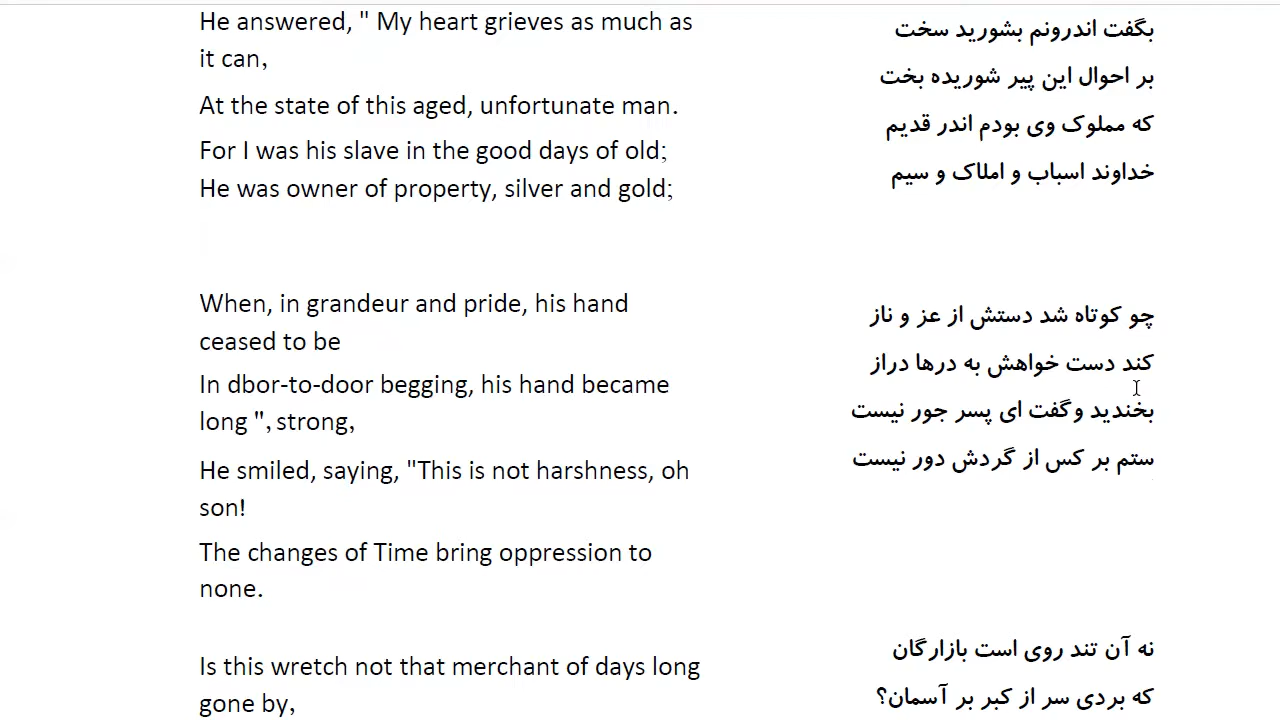 He answered, " My heart grieves as much as
it can,
At the state of this aged, unfortunate man.
For I was his slave in the good days of old;
He was owner of property, silver and gold;
When, in grandeur and pride, his hand
ceased to be
In dbor-to-door begging, his hand became
long ", strong,
He smiled, saying, "This is not harshness, oh
son!
The changes of Time bring oppression to
none.
Is this wretch not that merchant of days long
gone by,
بگفت اندرونم بشورید سخت
بر احوال این پیر شوریده بخت
که مملوک وی بودم اندر قدیم
خداوند اسباب و املاک و سیم
چو کوتاه شد دستش از عز و ناز
کند دست خواهش به درها دراز
بخندید وگفت ای پسر جور نیست
ستم بر کس از گردش دور نیست
نه آن تند روی است بازارگان
که بردی سر از کبر بر آسمان؟